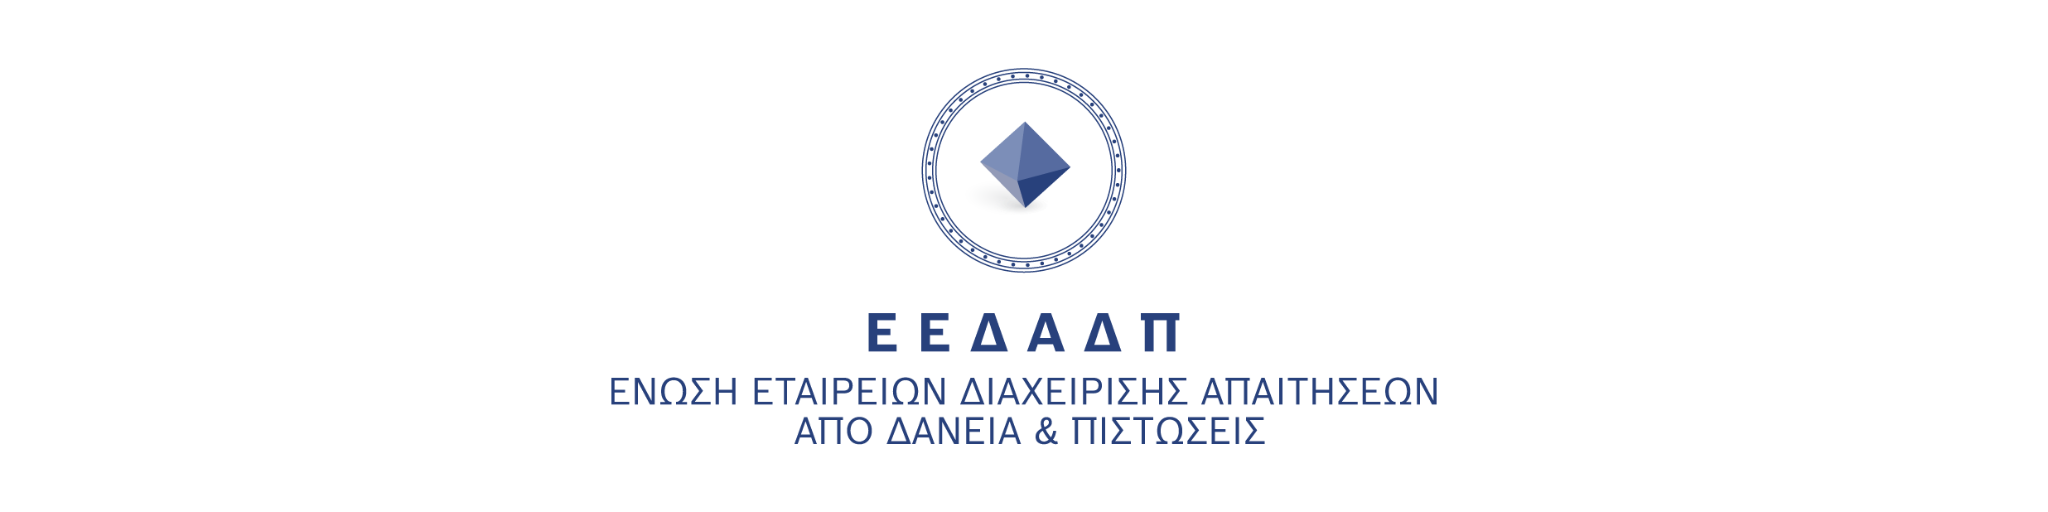 ΕΕΔΑΔΠ
ΕΝΩΣΗ ΕΤΑΙΡΕΙΩΝ ΔΙΑΧΕΙΡΙΣΗΣ ΑΠΑΙΤΗΣΕΩΝ
ΑΠΟ ΔΑΝΕΙΑ & ΠΙΣΤΩΣΕΙΣ